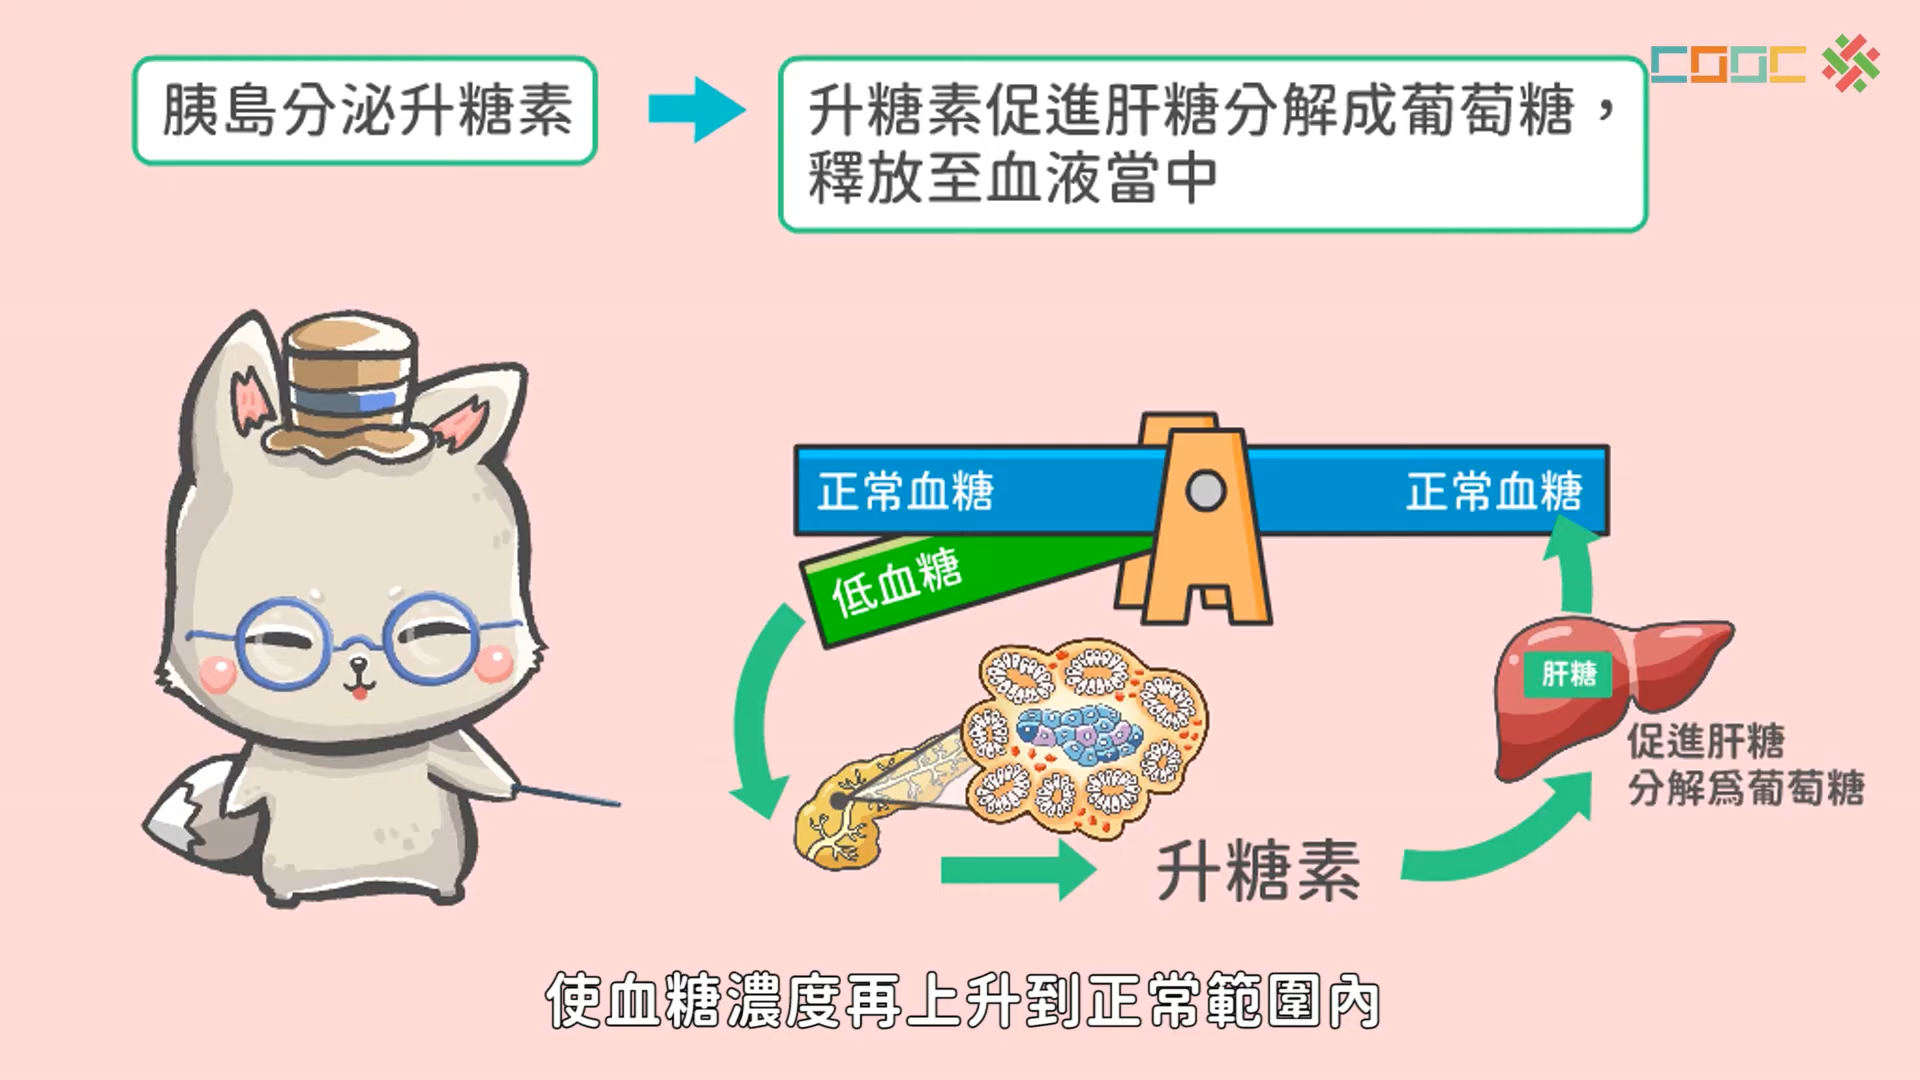 胰島分泌升糖素
升糖素促進肝糖分解成葡萄糖，
釋放至血液當中
COOC
正常血糖
正常血糖
低血糖
肝糖
促進肝糖
分解為葡萄糖
升糖素
使血糖濃度再上升到正常範圍內